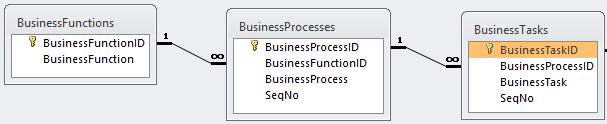 BusinessFunctions
BusinessFunctionID
BusinessFunction
1
∞
BusinessProcesses
BusinessProcessID
BusinessFunctionID
BusinessProcess
SeqNo
1
∞
BusinessTasks
BusinessTaskID
BusinessProcessID
BusinessTask
SeqNo